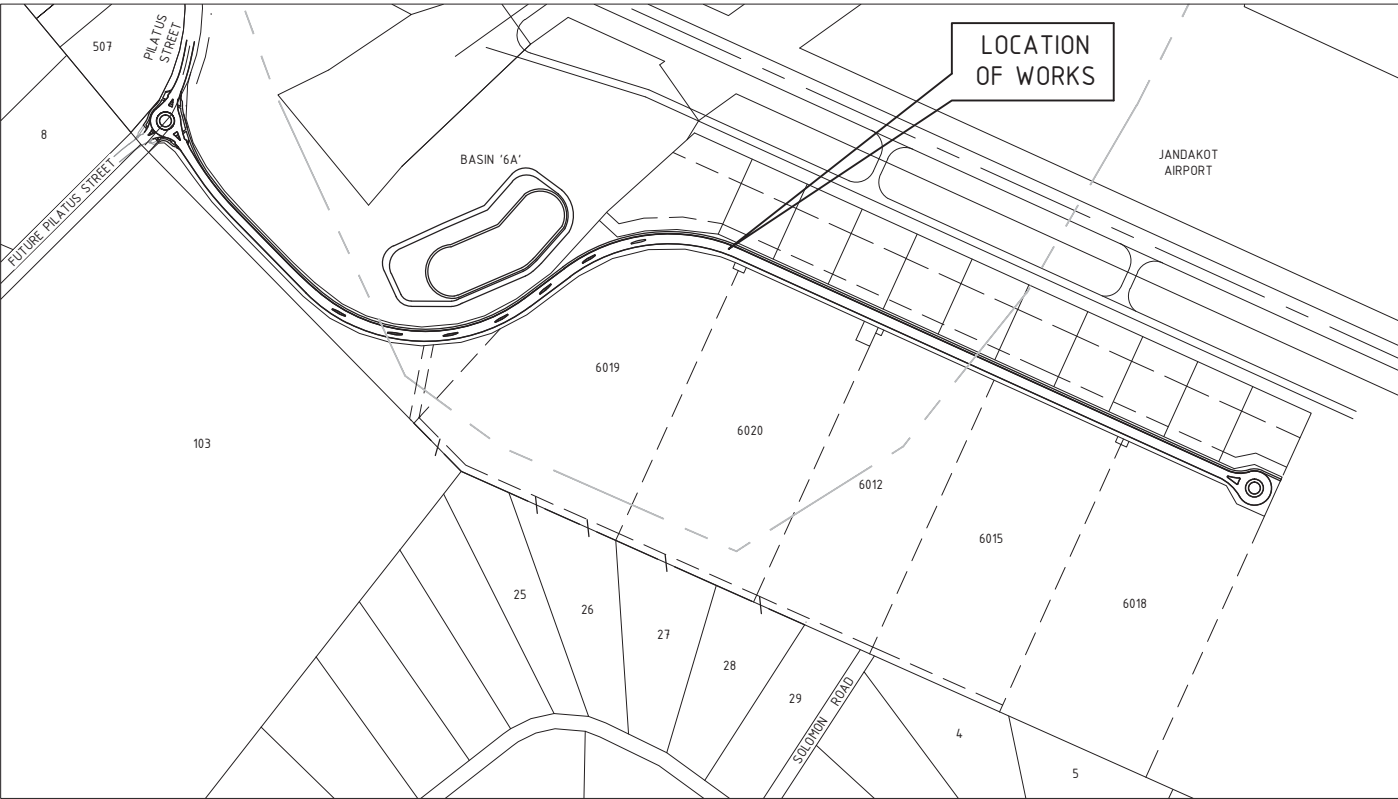 507
PILATUS
STREET
LOCATION
OF WORKS
8
BASIN '6A'
JANDAKOT
AIRPORT
FUTURE PILATUS STREET
6019
103
6020
6012
6015
6018
25
26
27
28
29
SOLOMON ROAD
4
5